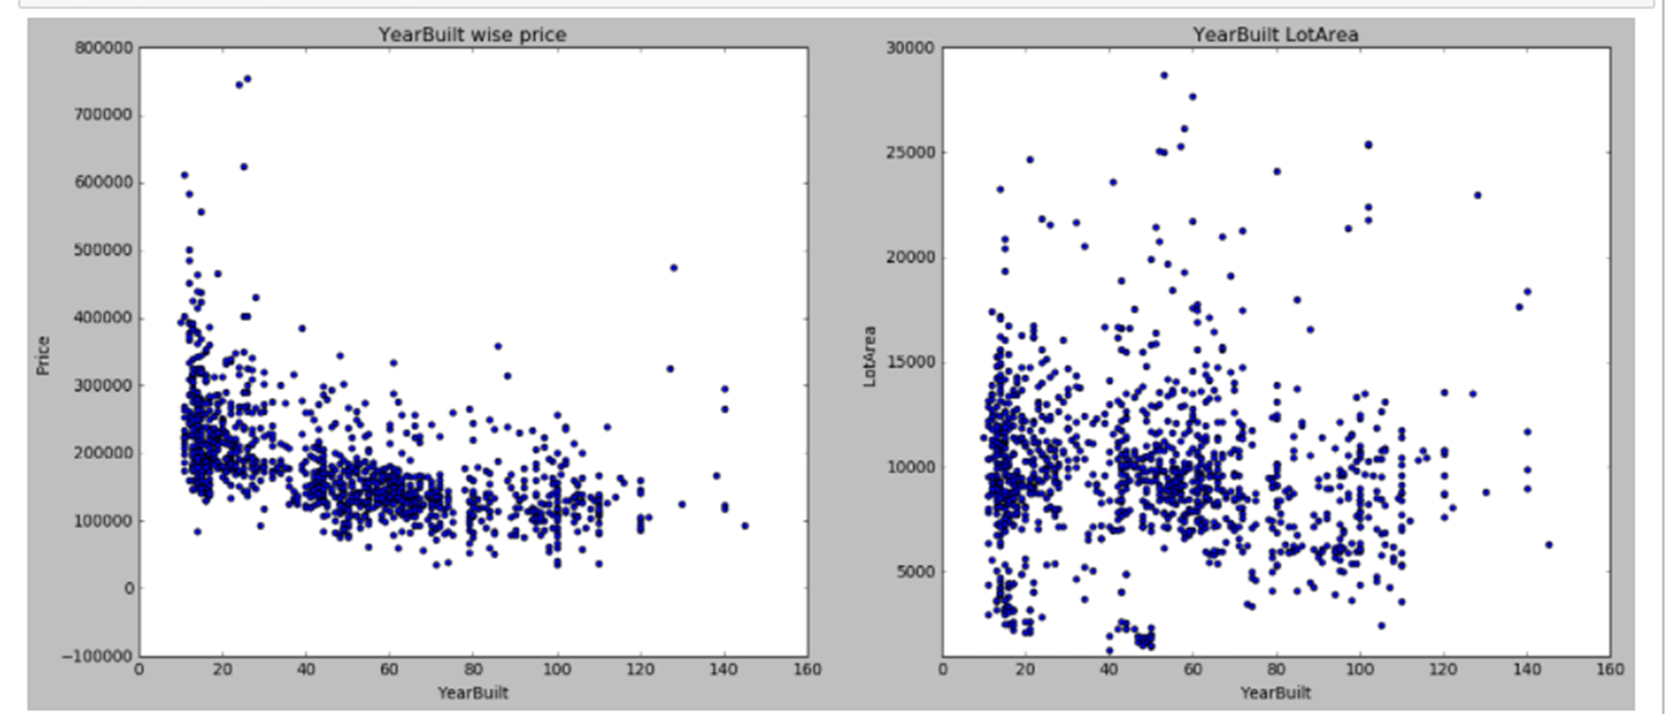 YearBuilt wise price
800000
700000
600000
500000
400000
300000
200000
100000
0
−100000
Price
0 20 40 60 80 100 120 140 160
YearBuilt
YearBuilt LotArea
30000
25000
20000
15000
10000
5000
LotArea
0 20 40 60 80 100 120 140 160
YearBuilt